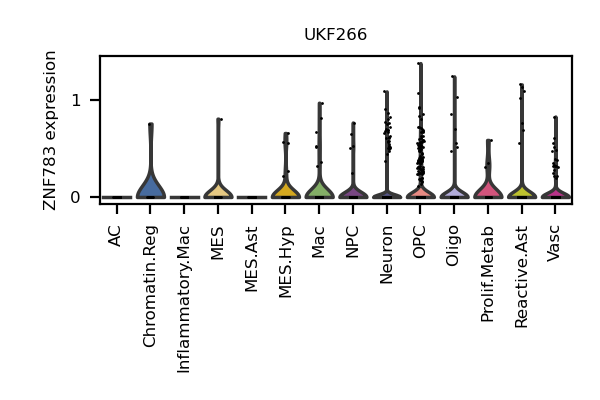 UKF266
ZNF783 expression
1
0
AC
Chromatin.Reg
Inflammatory.Mac
MES
MES.Ast
MES.Hyp
Mac
NPC
Neuron
OPC
Oligo
Prolif.Metab
Reactive.Ast
Vasc